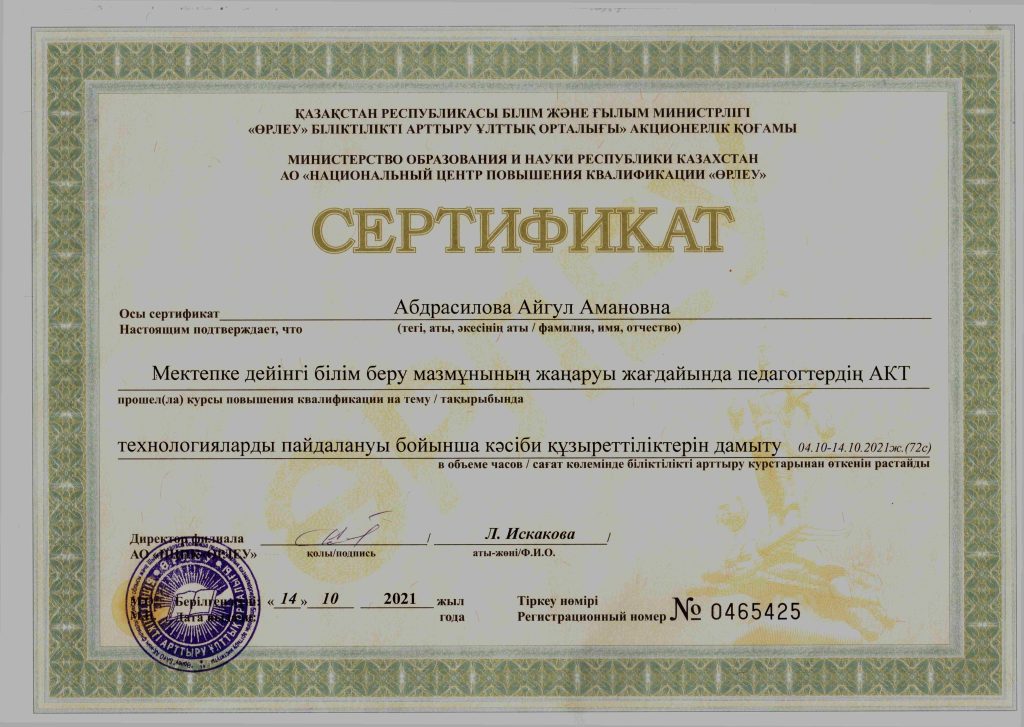 ҚАЗАҚСТАН РЕСПУБЛИКАСЫ БІЛІМ ЖӘНЕ ҒЫЛЫМ МИНИСТРЛІГІ
«ӨРЛЕУ» БІЛІКТІЛІКТІ АРТТЫРУ ҰЛТТЫҚ ОРТАЛЫҒЫ» АКЦИОНЕРЛІК ҚОҒАМЫ
МИНИСТЕРСТВО ОБРАЗОВАНИЯ И НАУКИ РЕСПУБЛИКИ КАЗАХСТАН
АО «НАЦИОНАЛЬНЫЙ ЦЕНТР ПОВЫШЕНИЯ КВАЛИФИКАЦИИ «ӨРЛЕУ»
СЕРТИФИКАТ
Осы сертификат Абдрасилова Айгул Амановна
Настоящим подтверждает, что (тегі, аты, әкесінің аты / фамилия, имя, отчество)
Мектепке дейінгі білім беру мазмұнының жаңаруы жағдайында педагогтердің АКТ
прошел(ла) курсы повышения квалификации на тему / тақырыбында
технологияларды пайдалануы бойынша кәсіби құзыреттіліктерін дамыту 04.10-14.10.2021ж.(72с)
в объеме часов / сағат көлемінде біліктілікті арттыру курстарынан өткенін растайды
Директор филиала / Л. Искакова /
АО «ӨРЛЕУ» қолы/подпись аты-жөні/Ф.И.О.
Берілген « 14 » 10 2021 жыл Тіркеу нөмірі
Дата года Регистрационный номер № 0465425